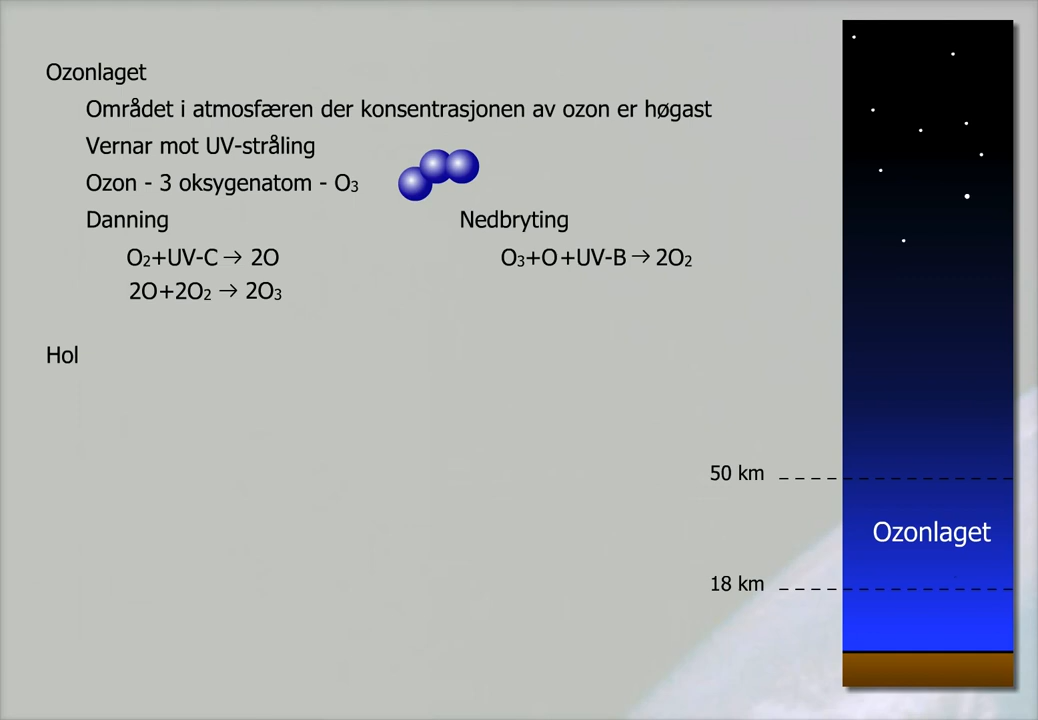 Ozonlaget
Området i atmosfæren der konsentrasjonen av ozon er høgast
Vernar mot UV-stråling
Ozon - 3 oksygenatom - O₃
Danning
O₂+UV-C → 2O
2O+2O₂ → 2O₃
Nedbryting
O₃+O+UV-B → 2O₂
Hol
50 km
Ozonlaget
18 km